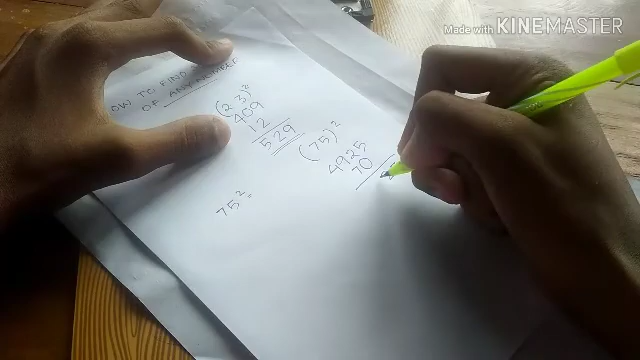 Made with KINEMASTER
OW TO FIND
OF ANY NUMBER
(23)²
409
12
529
(75)²
4925
70
75²=